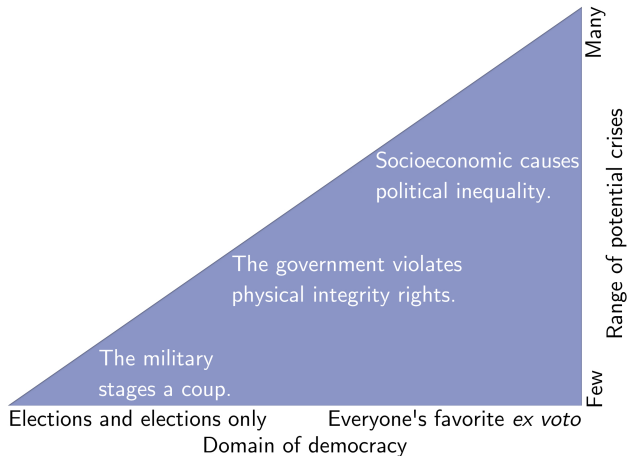 Many
Socioeconomic causes
political inequality.
Range of potential crises
The government violates
physical integrity rights.
The military
stages a coup.
Few
Elections and elections only
Everyone's favorite ex voto
Domain of democracy